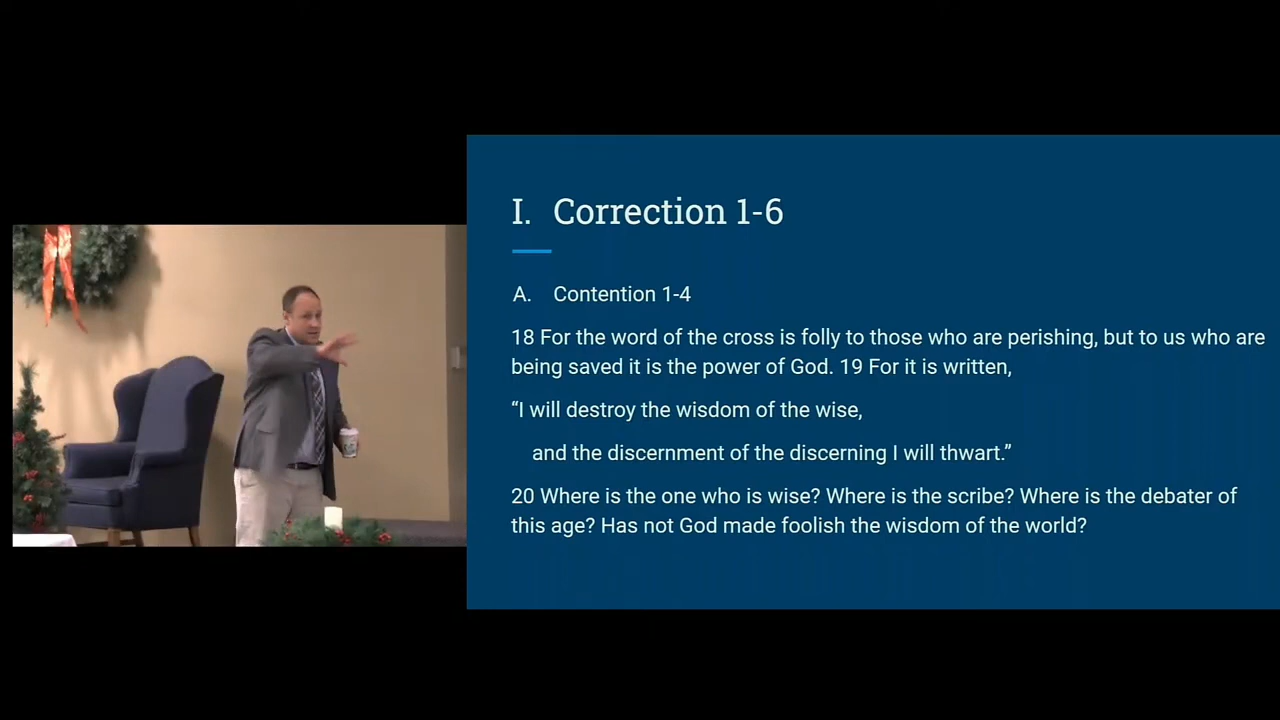 I. Correction 1-6
A. Contention 1-4
18 For the word of the cross is folly to those who are perishing, but to us who are
being saved it is the power of God. 19 For it is written,
“I will destroy the wisdom of the wise,
and the discernment of the discerning I will thwart.”
20 Where is the one who is wise? Where is the scribe? Where is the debater of
this age? Has not God made foolish the wisdom of the world?